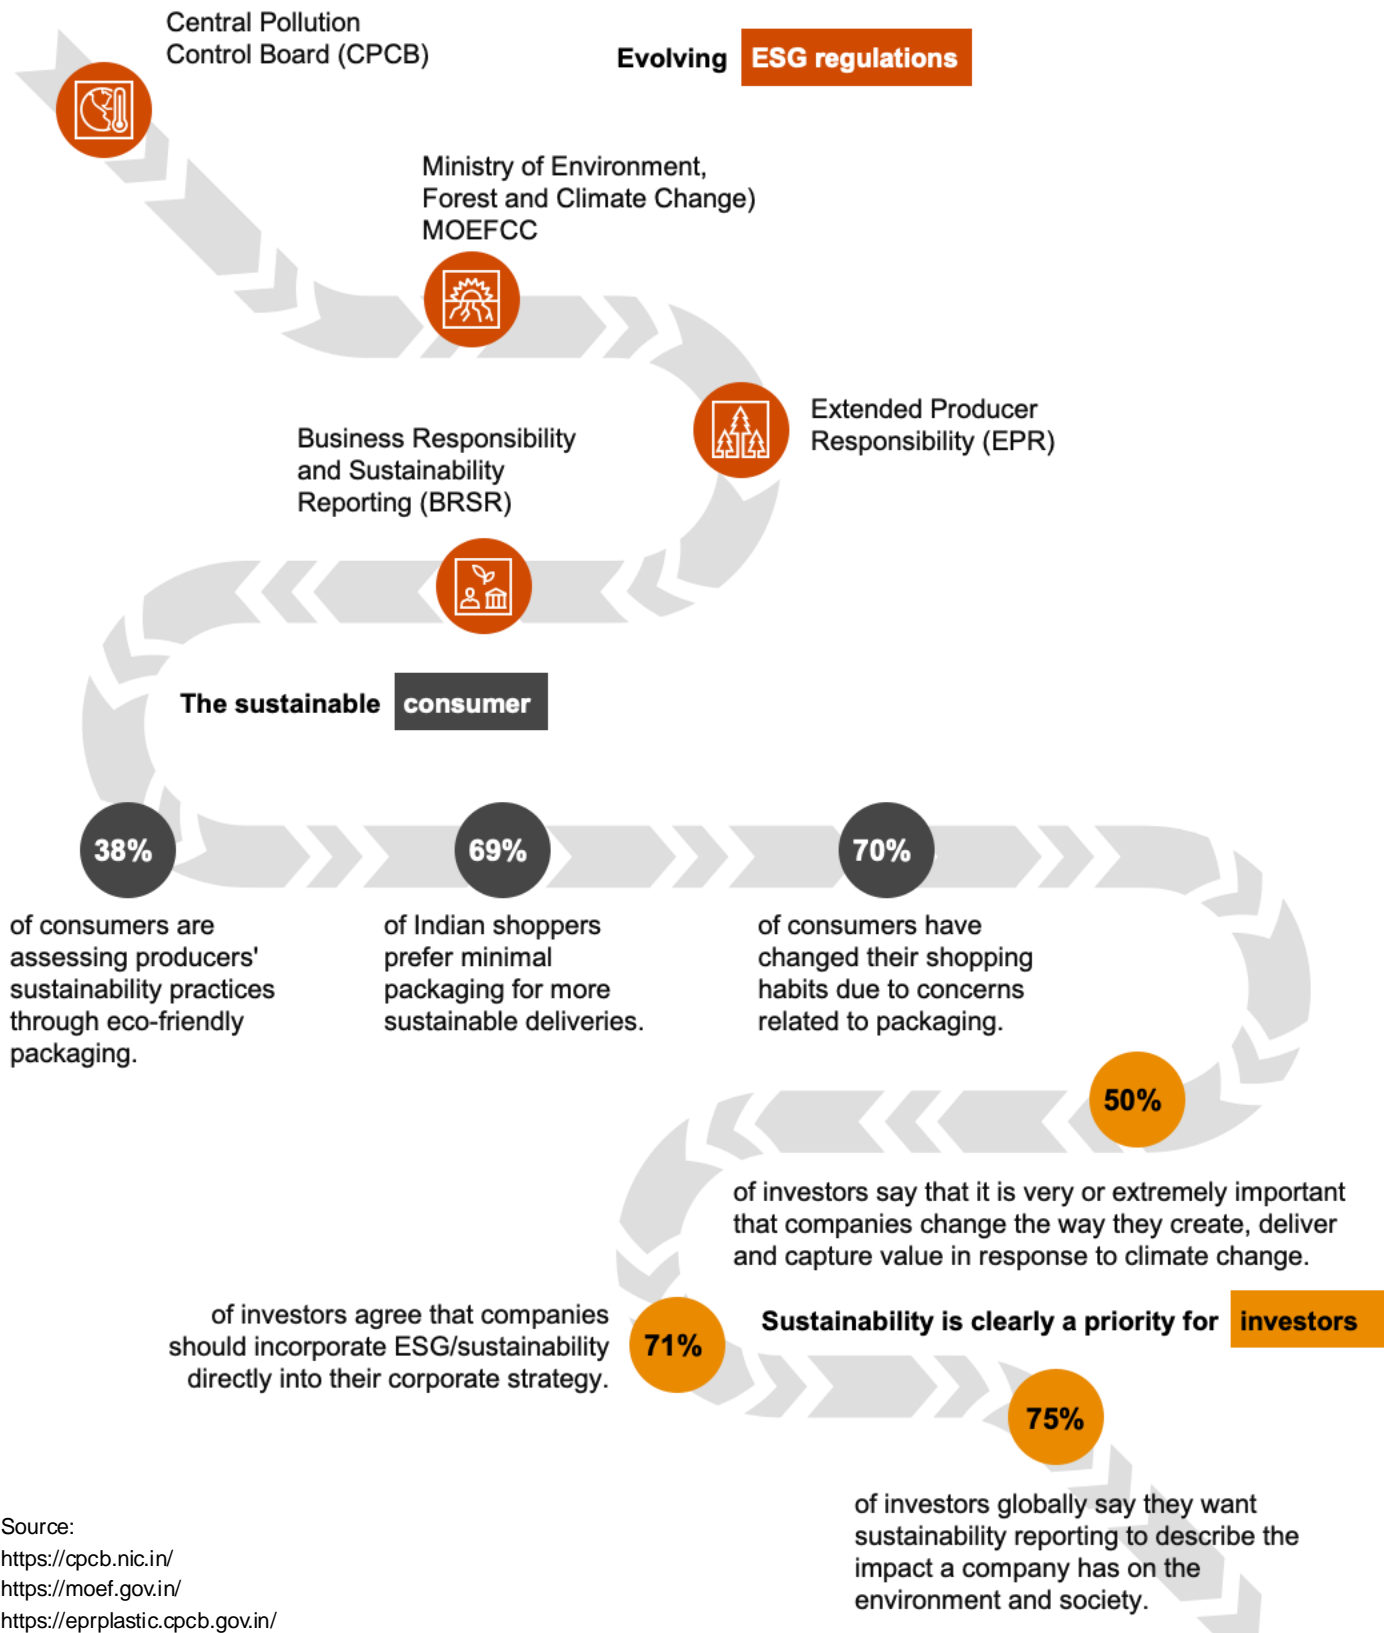 Central Pollution
Control Board (CPCB)
Evolving ESG regulations
Ministry of Environment,
Forest and Climate Change)
MOEFCC
Extended Producer
Responsibility (EPR)
Business Responsibility
and Sustainability
Reporting (BRSR)
The sustainable consumer
38%
of consumers are
assessing producers'
sustainability practices
through eco-friendly
packaging.
69%
of Indian shoppers
prefer minimal
packaging for more
sustainable deliveries.
70%
of consumers have
changed their shopping
habits due to concerns
related to packaging.
50%
of investors say that it is very or extremely important
that companies change the way they create, deliver
and capture value in response to climate change.
Sustainability is clearly a priority for investors
71%
of investors agree that companies
should incorporate ESG/sustainability
directly into their corporate strategy.
75%
of investors globally say they want
sustainability reporting to describe the
impact a company has on the
environment and society.
Source:
https://cpcb.nic.in/
https://moef.gov.in/
https://eprplastic.cpcb.gov.in/